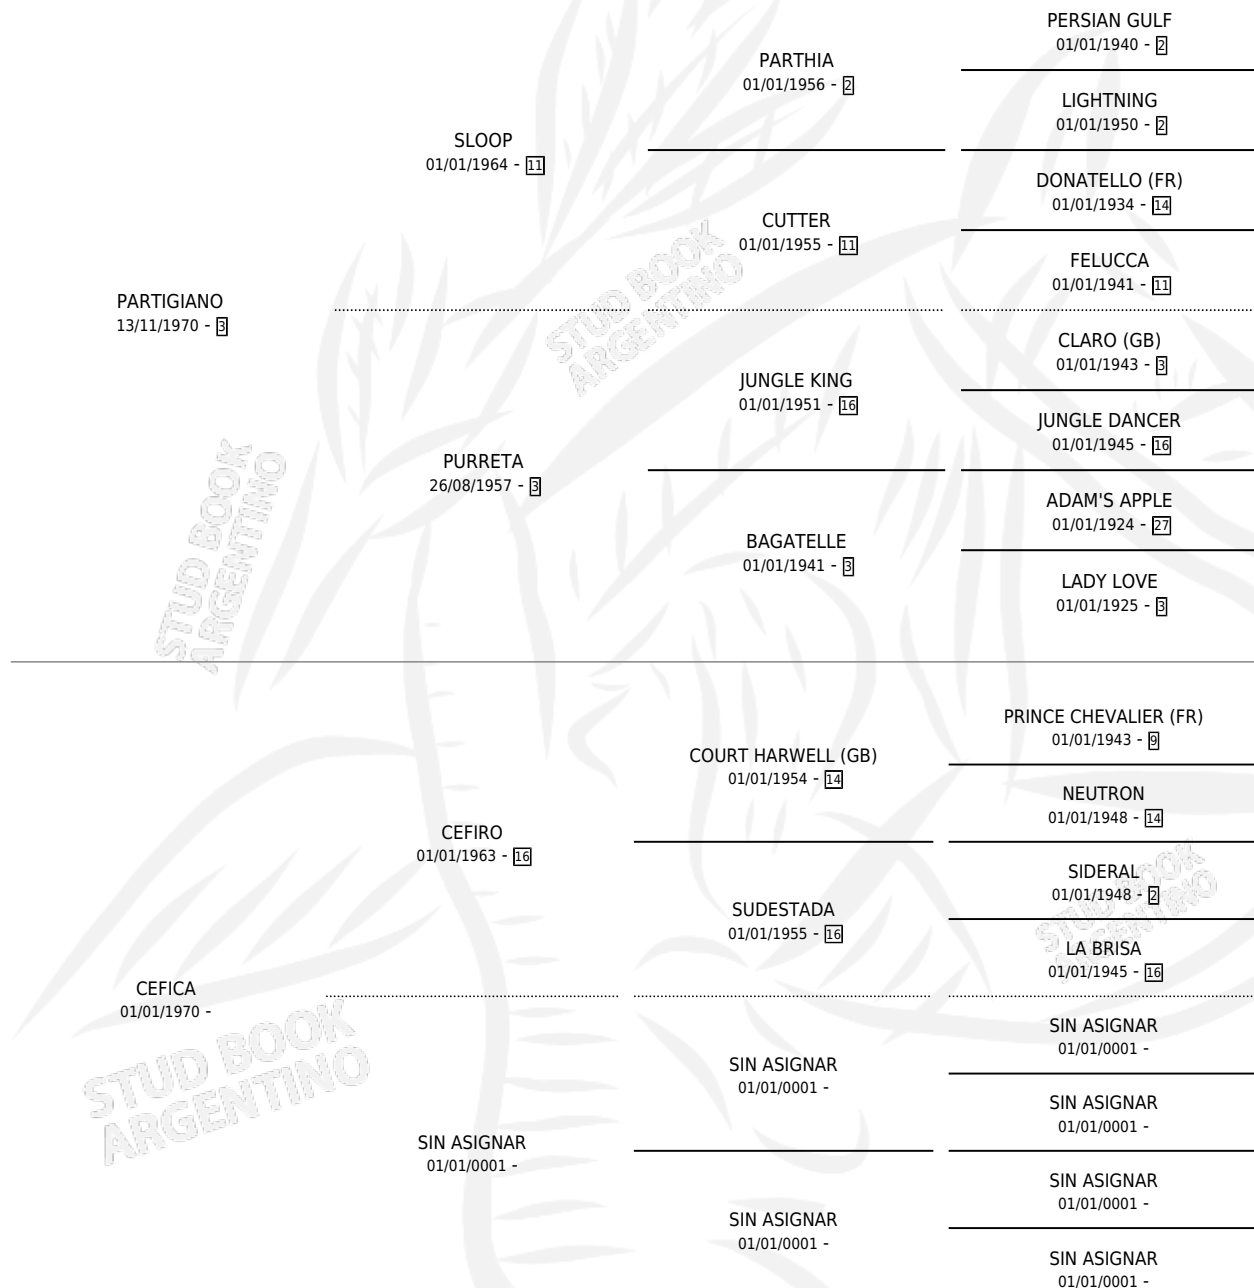 PERSIAN GULF
01/01/1940 - 2
PARTHIA
01/01/1956 - 2
LIGHTNING
01/01/1950 - 2
SLOOP
01/01/1964 - 11
DONATELLO (FR)
01/01/1934 - 14
CUTTER
01/01/1955 - 11
FELUCCA
01/01/1941 - 11
PARTIGIANO
13/11/1970 - 3
CLARO (GB)
01/01/1943 - 3
JUNGLE KING
01/01/1951 - 16
JUNGLE DANCER
01/01/1945 - 16
PURRETA
26/08/1957 - 3
ADAM'S APPLE
01/01/1924 - 27
BAGATELLE
01/01/1941 - 3
LADY LOVE
01/01/1925 - 3
STUD BOOK
ARGENTINO
STUD BOOK
ARGENTINO
PRINCE CHEVALIER (FR)
01/01/1943 - 9
COURT HARWELL (GB)
01/01/1954 - 14
NEUTRON
01/01/1948 - 14
CEFIRO
01/01/1963 - 16
SIDERAL
01/01/1948 - 2
SUDESTADA
01/01/1955 - 16
LA BRISA
01/01/1945 - 16
STUD BOOK
ARGENTINO
CEFICA
01/01/1970 -
SIN ASIGNAR
01/01/0001 -
SIN ASIGNAR
01/01/0001 -
SIN ASIGNAR
01/01/0001 -
SIN ASIGNAR
01/01/0001 -
SIN ASIGNAR
01/01/0001 -
SIN ASIGNAR
01/01/0001 -
SIN ASIGNAR
01/01/0001 -
STUD BOOK
ARGENTINO